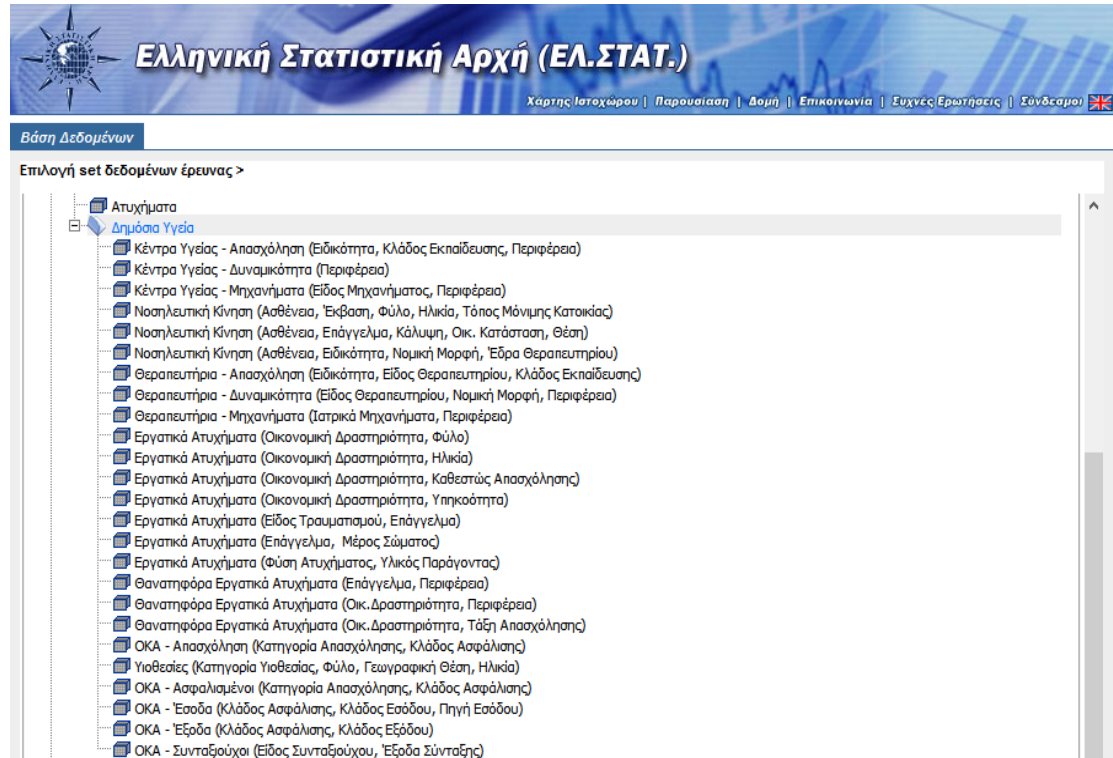 Ελληνική Στατιστική Αρχή (ΕΛ.ΣΤΑΤ.)
Χάρτης Ιστοχώρου | Παρουσίαση | Δομή | Επικοινωνία | Συχνές Ερωτήσεις | Σύνδεσμοι
Βάση Δεδομένων
Επιλογή set δεδομένων έρευνας >
Ατυχήματα
Δημόσια Υγεία
Κέντρα Υγείας - Απασχόληση (Ειδικότητα, Κλάδος Εκπαίδευσης, Περιφέρεια)
Κέντρα Υγείας - Δυναμικότητα (Περιφέρεια)
Κέντρα Υγείας - Μηχανήματα (Είδος Μηχανήματος, Περιφέρεια)
Νοσηλευτική Κίνηση (Ασθένεια, Έκβαση, Φύλο, Ηλικία, Τόπος Μόνιμης Κατοικίας)
Νοσηλευτική Κίνηση (Ασθένεια, Επάγγελμα, Κάλυψη, Οικ. Κατάσταση, Θέση)
Νοσηλευτική Κίνηση (Ασθένεια, Ειδικότητα, Νομική Μορφή, Έδρα Θεραπευτηρίου)
Θεραπευτήρια - Απασχόληση (Ειδικότητα, Είδος Θεραπευτηρίου, Κλάδος Εκπαίδευσης)
Θεραπευτήρια - Δυναμικότητα (Είδος Θεραπευτηρίου, Νομική Μορφή, Περιφέρεια)
Θεραπευτήρια - Μηχανήματα (Ιατρικά Μηχανήματα, Περιφέρεια)
Εργατικά Ατυχήματα (Οικονομική Δραστηριότητα, Φύλο)
Εργατικά Ατυχήματα (Οικονομική Δραστηριότητα, Ηλικία)
Εργατικά Ατυχήματα (Οικονομική Δραστηριότητα, Καθεστώς Απασχόλησης)
Εργατικά Ατυχήματα (Οικονομική Δραστηριότητα, Υπηκοότητα)
Εργατικά Ατυχήματα (Είδος Τραυματισμού, Επάγγελμα)
Εργατικά Ατυχήματα (Επάγγελμα, Μέρος Σώματος)
Εργατικά Ατυχήματα (Φύση Ατυχήματος, Υλικός Παράγοντας)
Θανατηφόρα Εργατικά Ατυχήματα (Επάγγελμα, Περιφέρεια)
Θανατηφόρα Εργατικά Ατυχήματα (Οικ.Δραστηριότητα, Περιφέρεια)
Θανατηφόρα Εργατικά Ατυχήματα (Οικ.Δραστηριότητα, Τάξη Απασχόλησης)
ΟΚΑ - Απασχόληση (Κατηγορία Απασχόλησης, Κλάδος Ασφάλισης)
Υιοθεσίες (Κατηγορία Υιοθεσίας, Φύλο, Γεωγραφική Θέση, Ηλικία)
ΟΚΑ - Ασφαλισμένοι (Κατηγορία Απασχόλησης, Κλάδος Ασφάλισης)
ΟΚΑ - Έσοδα (Κλάδος Ασφάλισης, Κλάδος Εσόδου, Πηγή Εσόδου)
ΟΚΑ - Έξοδα (Κλάδος Ασφάλισης, Κλάδος Εξόδου)
ΟΚΑ - Συνταξιούχοι (Είδος Συνταξιούχου, Έξοδα Σύνταξης)